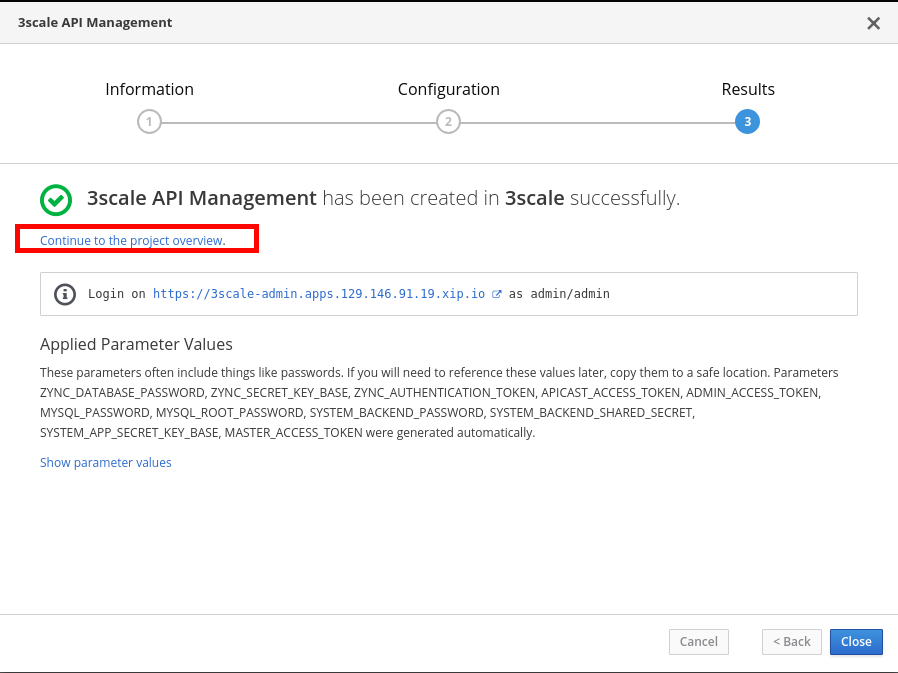 3scale API Management
Information
Configuration
Results
1
2
3
3scale API Management has been created in 3scale successfully.
Continue to the project overview.
Login on https://3scale-admin.apps.129.146.91.19.xip.io as admin/admin
Applied Parameter Values
These parameters often include things like passwords. If you will need to reference these values later, copy them to a safe location. Parameters
ZYNC_DATABASE_PASSWORD, ZYNC_SECRET_KEY_BASE, ZYNC_AUTHENTICATION_TOKEN, APICAST_ACCESS_TOKEN, ADMIN_ACCESS_TOKEN,
MYSQL_PASSWORD, MYSQL_ROOT_PASSWORD, SYSTEM_BACKEND_PASSWORD, SYSTEM_BACKEND_SHARED_SECRET,
SYSTEM_APP_SECRET_KEY_BASE, MASTER_ACCESS_TOKEN were generated automatically.
Show parameter values
Cancel
< Back
Close